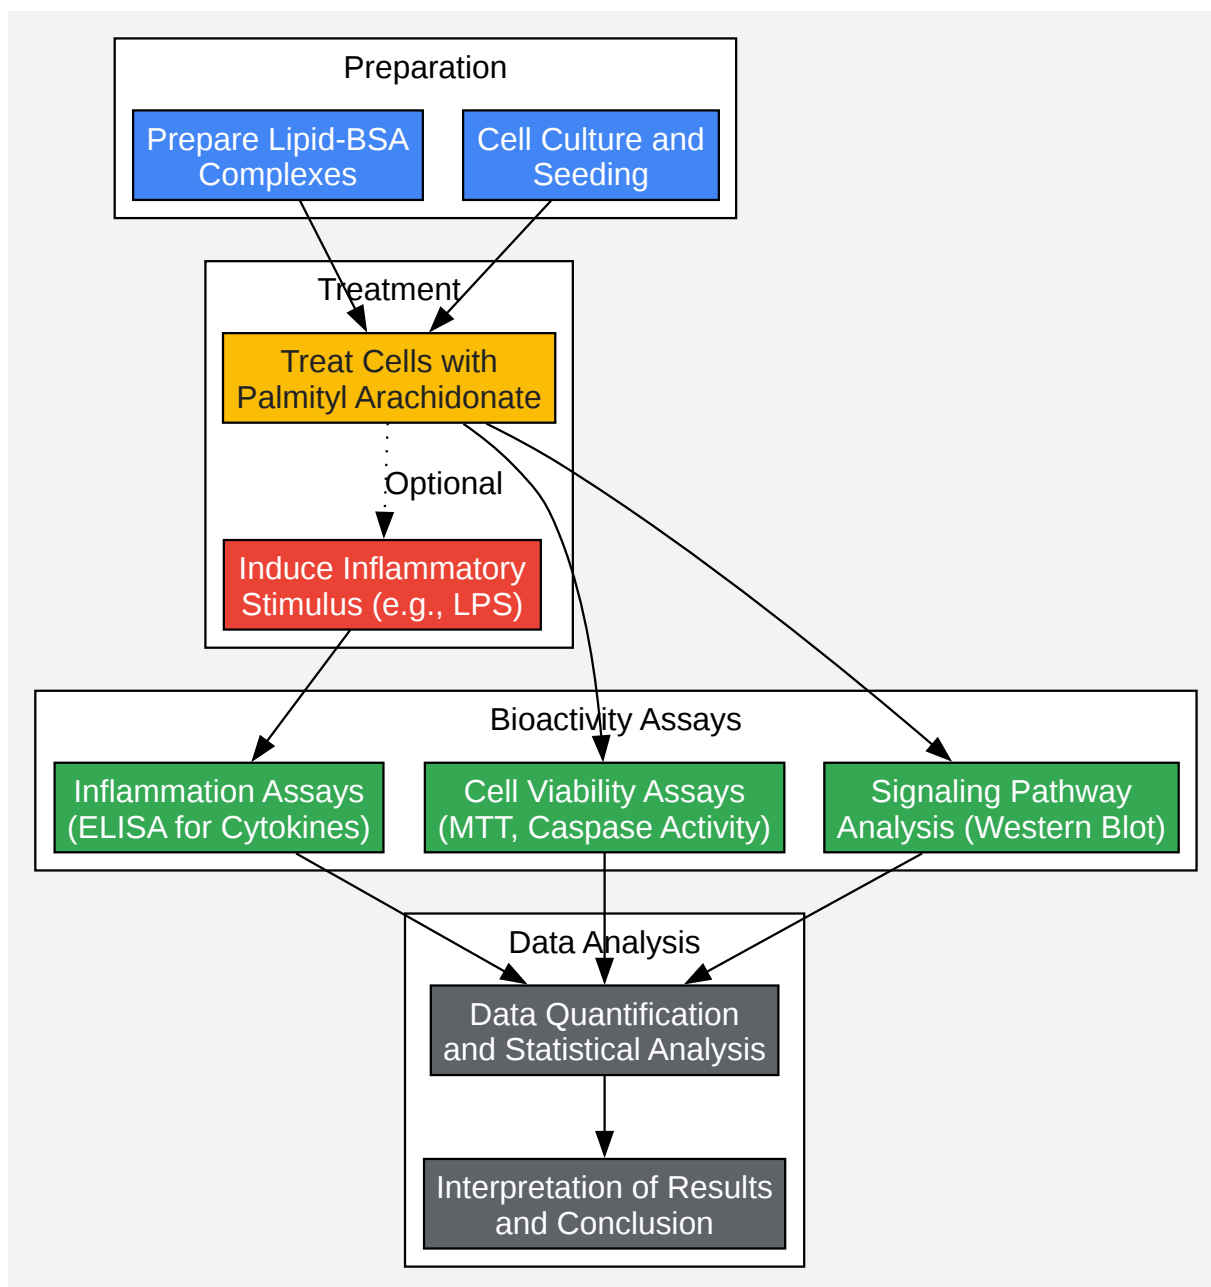 Preparation
Prepare Lipid-BSA
Complexes
Cell Culture and
Seeding
Treatment
Treat Cells with
Palmityl Arachidonate
Optional
Induce Inflammatory
Stimulus (e.g., LPS)
Bioactivity Assays
Inflammation Assays
(ELISA for Cytokines)
Cell Viability Assays
(MTT, Caspase Activity)
Signaling Pathway
Analysis (Western Blot)
Data Analysis
Data Quantification
and Statistical Analysis
Interpretation of Results
and Conclusion